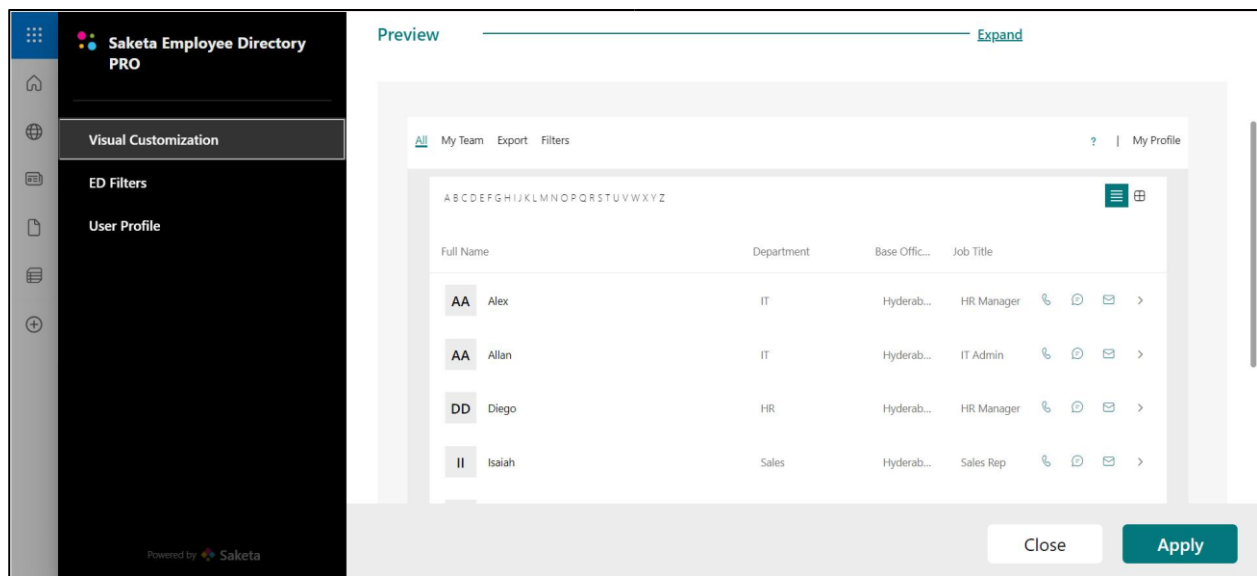 Saketa Employee Directory
PRO
Visual Customization
ED Filters
User Profile
Powered by Saketa
Preview
Expand
All My Team Export Filters ? | My Profile
A B C D E F G H I J K L M N O P Q R S T U V W X Y Z
Full Name Department Base Offic... Job Title
AA Alex IT Hyderab... HR Manager
AA Allan IT Hyderab... IT Admin
DD Diego HR Hyderab... HR Manager
II Isaiah Sales Hyderab... Sales Rep
Close Apply